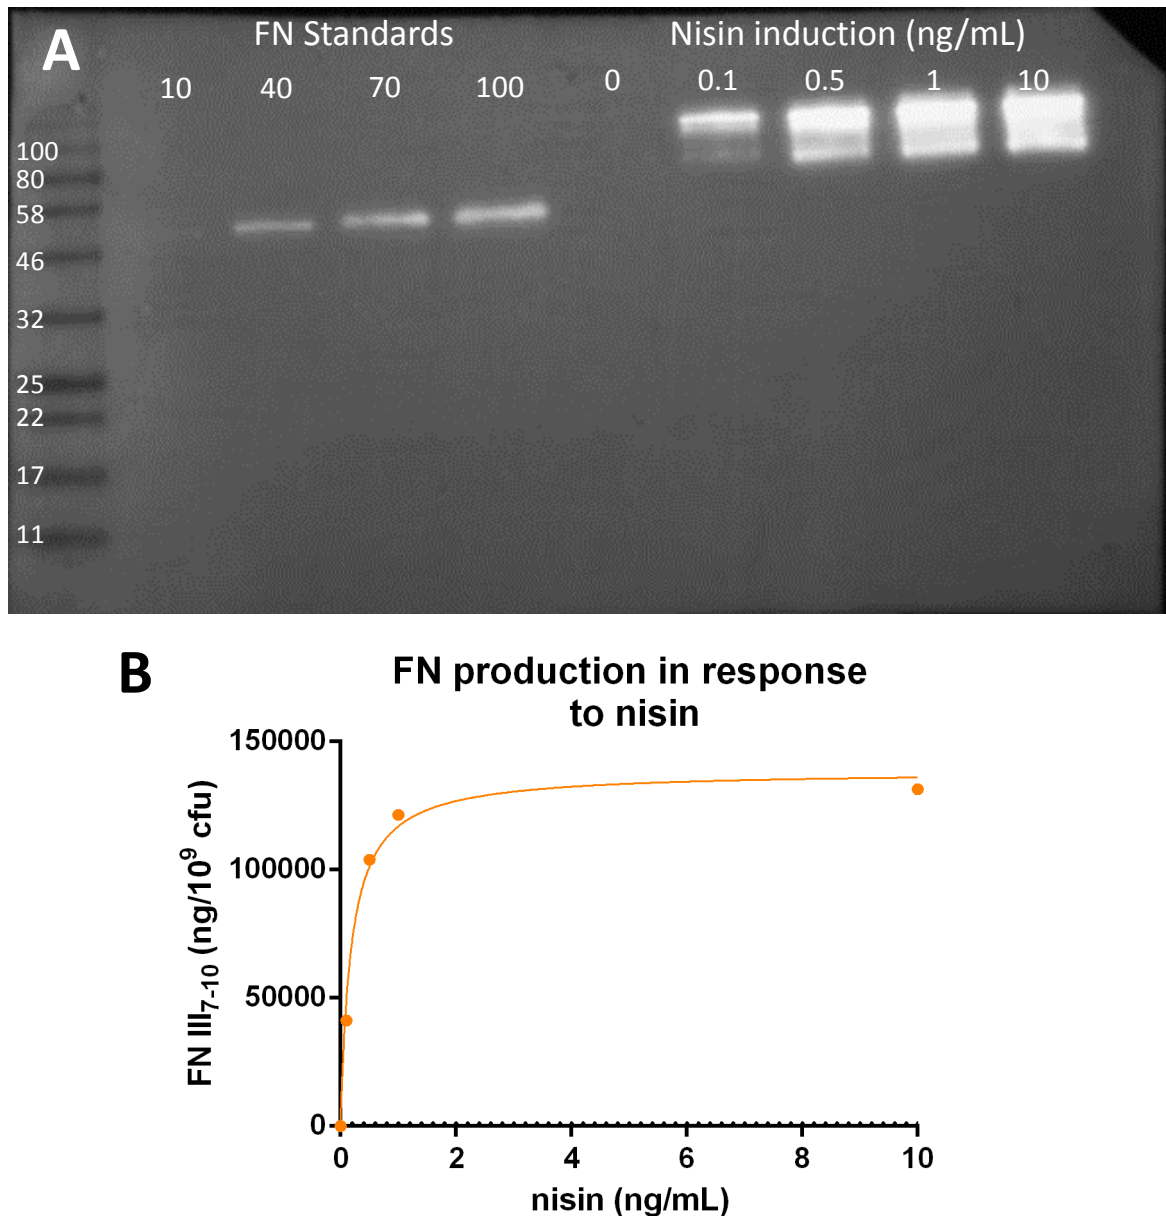 A
FN Standards
Nisin induction (ng/mL)
10 40 70 100 0 0.1 0.5 1 10
100
80
58
46
32
25
22
17
11
B
FN production in response
to nisin
150000
100000
50000
0
FN III7-10 (ng/10^9 cfu)
0 2 4 6 8 10
nisin (ng/mL)